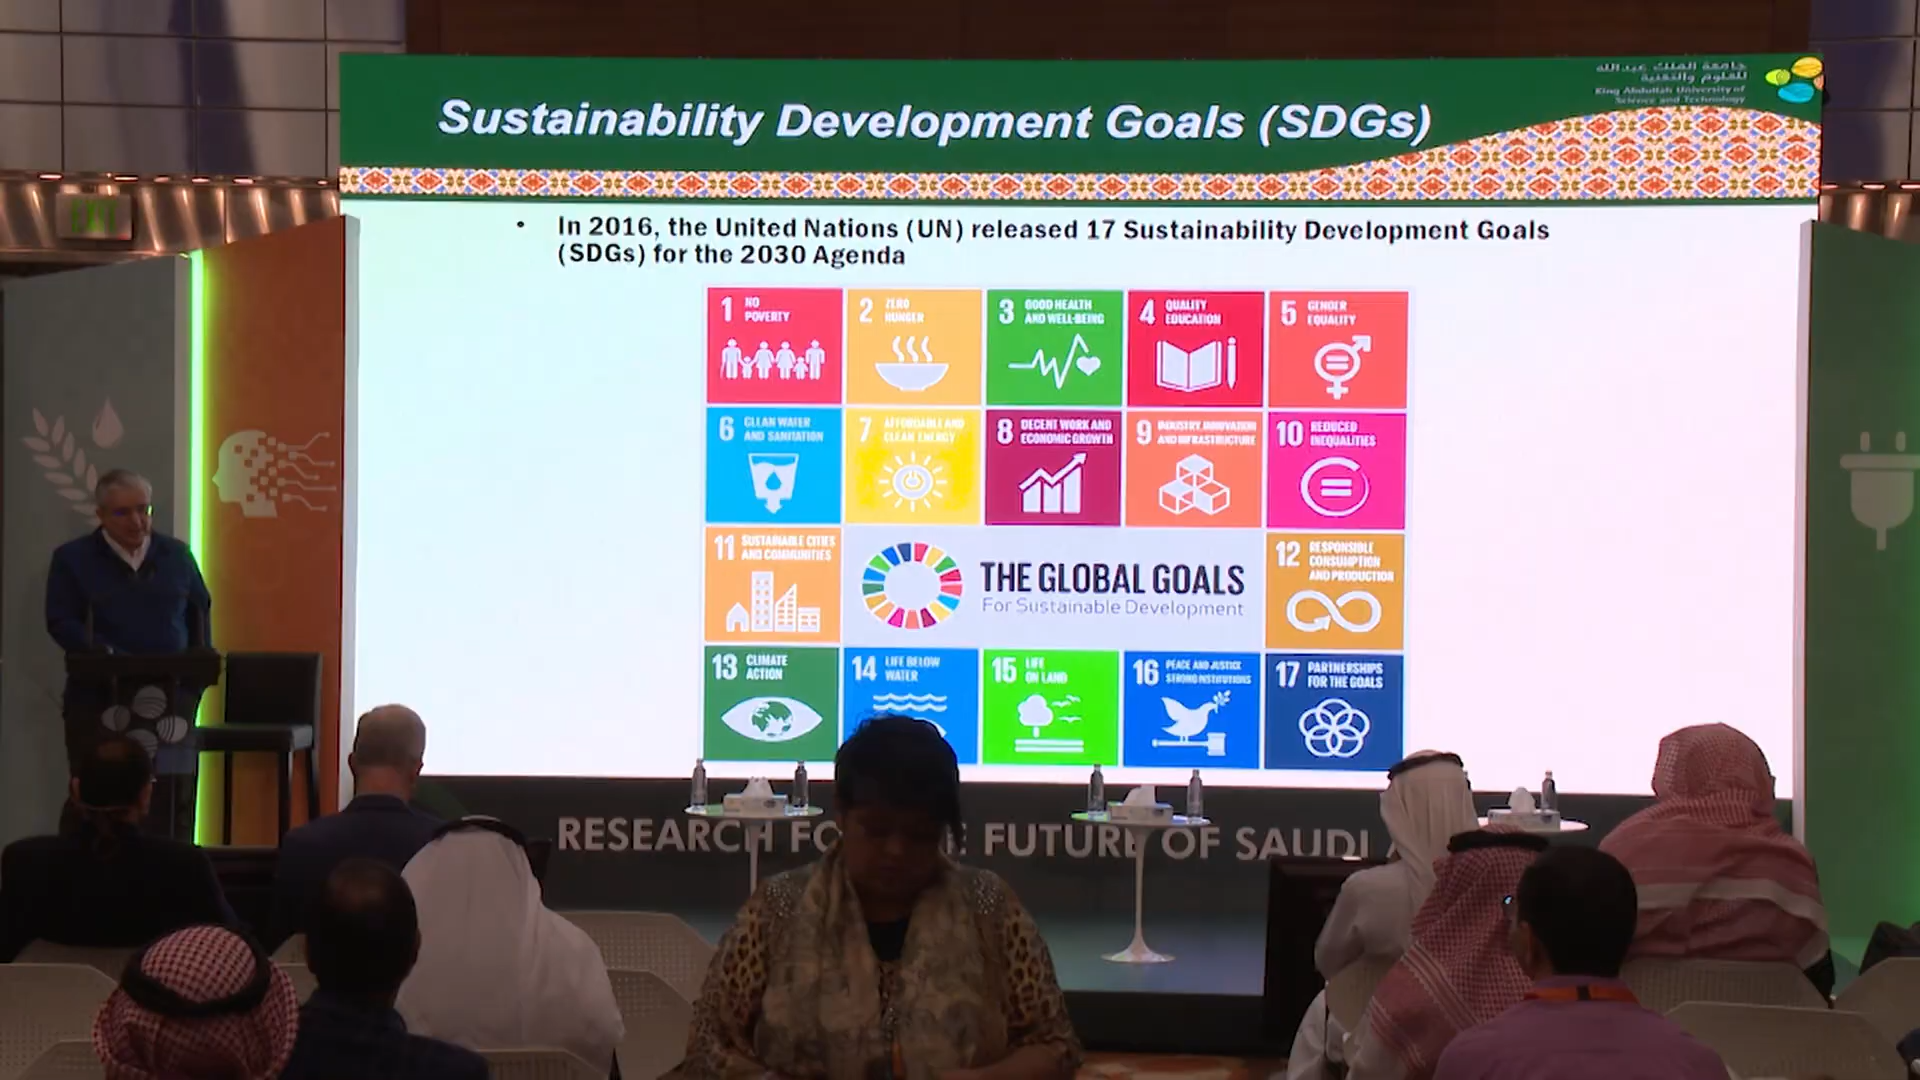 Sustainability Development Goals (SDGs)
جامعة الملك عبدالله
للعلوم والتقنية
King Abdullah University of
Science and Technology
• In 2016, the United Nations (UN) released 17 Sustainability Development Goals
(SDGs) for the 2030 Agenda
1 NO
POVERTY
2 ZERO
HUNGER
3 GOOD HEALTH
AND WELL-BEING
4 QUALITY
EDUCATION
5 GENDER
EQUALITY
6 CLEAN WATER
AND SANITATION
7 AFFORDABLE AND
CLEAN ENERGY
8 DECENT WORK AND
ECONOMIC GROWTH
9 INDUSTRY, INNOVATION
AND INFRASTRUCTURE
10 REDUCED
INEQUALITIES
11 SUSTAINABLE CITIES
AND COMMUNITIES
THE GLOBAL GOALS
For Sustainable Development
12 RESPONSIBLE
CONSUMPTION
AND PRODUCTION
13 CLIMATE
ACTION
14 LIFE BELOW
WATER
15 LIFE
ON LAND
16 PEACE AND JUSTICE
STRONG INSTITUTIONS
17 PARTNERSHIPS
FOR THE GOALS
EXIT
RESEARCH FO E FUTURE OF SAUDI